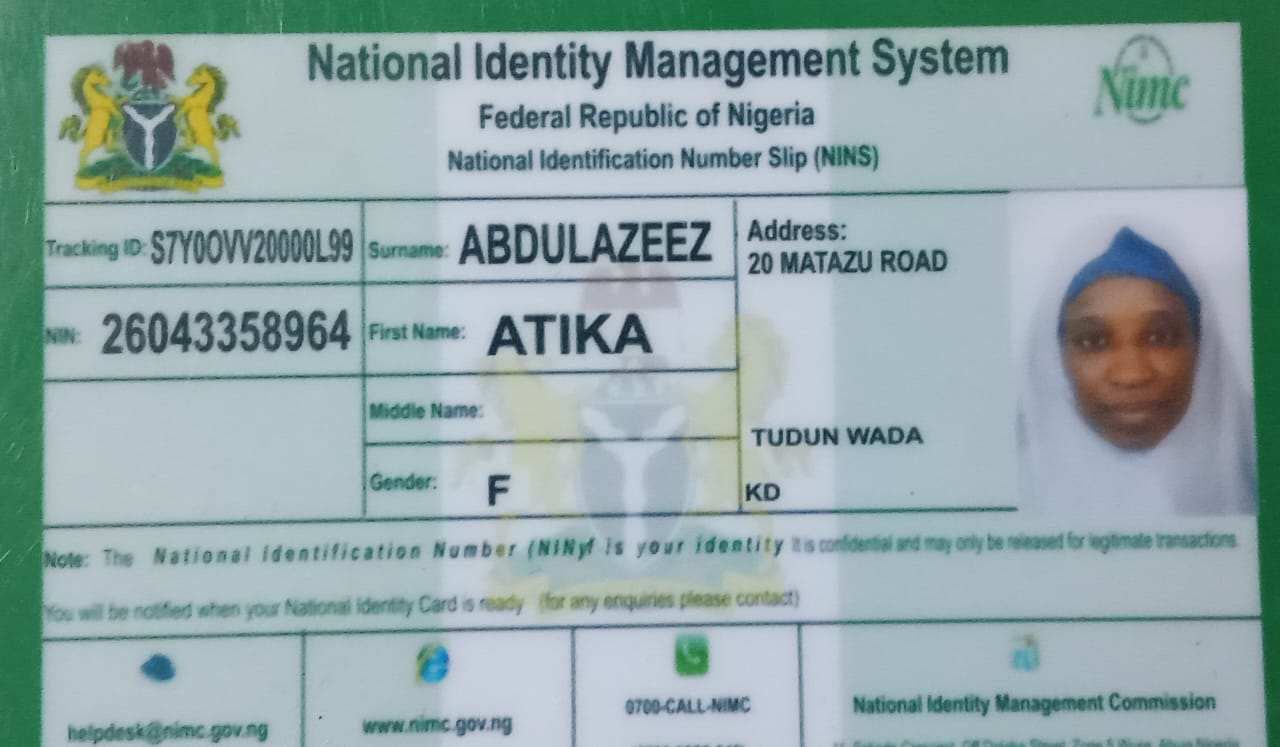 National Identity Management System
Federal Republic of Nigeria
National Identification Number Slip (NINS)
Nimc
Tracking ID: S7Y0OVV20000L99
Surname: ABDULAZEEZ
Address:
20 MATAZU ROAD
NIN: 26043358964
First Name: ATIKA
Middle Name:
TUDUN WADA
Gender: F
KD
Note: The National Identification Number (NIN) is your identity It is confidential and may only be released for legitimate transactions.
You will be notified when your National Identity Card is ready (for any enquiries please contact)
helpdesk@nimc.gov.ng
www.nimc.gov.ng
0700-CALL-NIMC
National Identity Management Commission